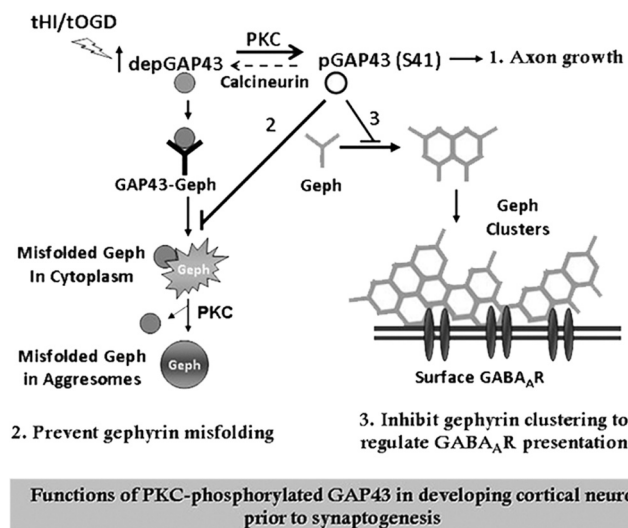 tHI/tOGD
depGAP43
PKC
Calcineurin
pGAP43 (S41)
1. Axon growth
2
3
GAP43-Geph
Geph
Geph
Clusters
Misfolded Geph
In Cytoplasm
Geph
PKC
Misfolded Geph
in Aggresomes
Geph
Surface GABAAR
2. Prevent gephyrin misfolding
3. Inhibit gephyrin clustering to
regulate GABAAR presentation
Functions of PKC-phosphorylated GAP43 in developing cortical neuro
prior to synaptogenesis